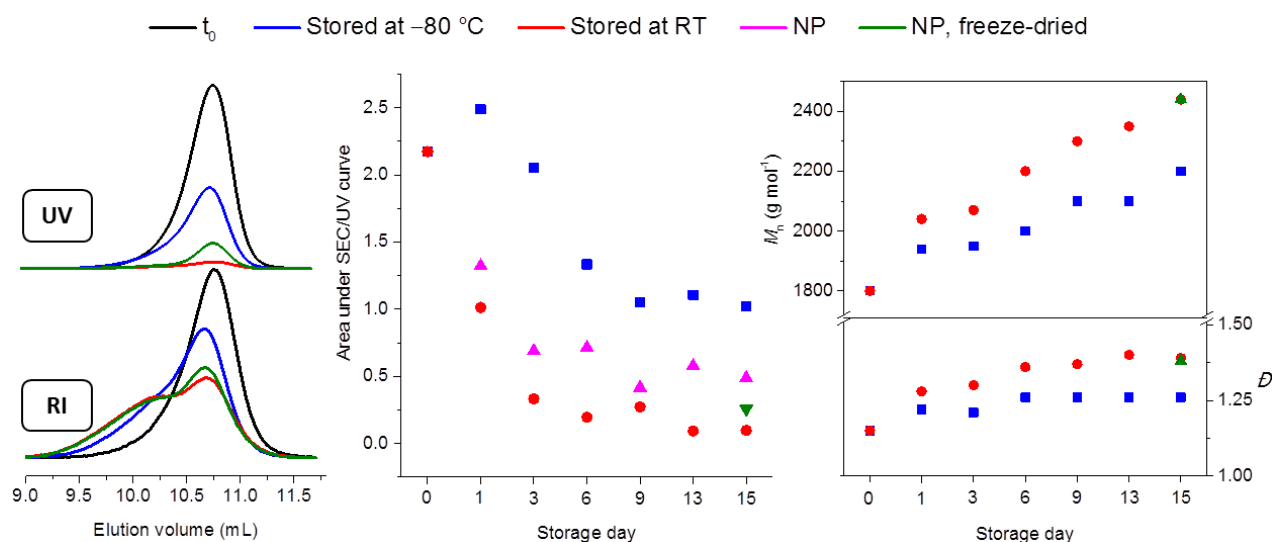 t₀ Stored at –80 °C Stored at RT NP NP, freeze-dried
UV
RI
9.0 9.5 10.0 10.5 11.0 11.5
Elution volume (mL)
Area under SEC/UV curve
2.5
2.0
1.5
1.0
0.5
0.0
0 1 3 6 9 13 15
Storage day
Mₙ (g mol⁻¹)
2400
2200
2000
1800
1.50
1.25
1.00
Đ
0 1 3 6 9 13 15
Storage day